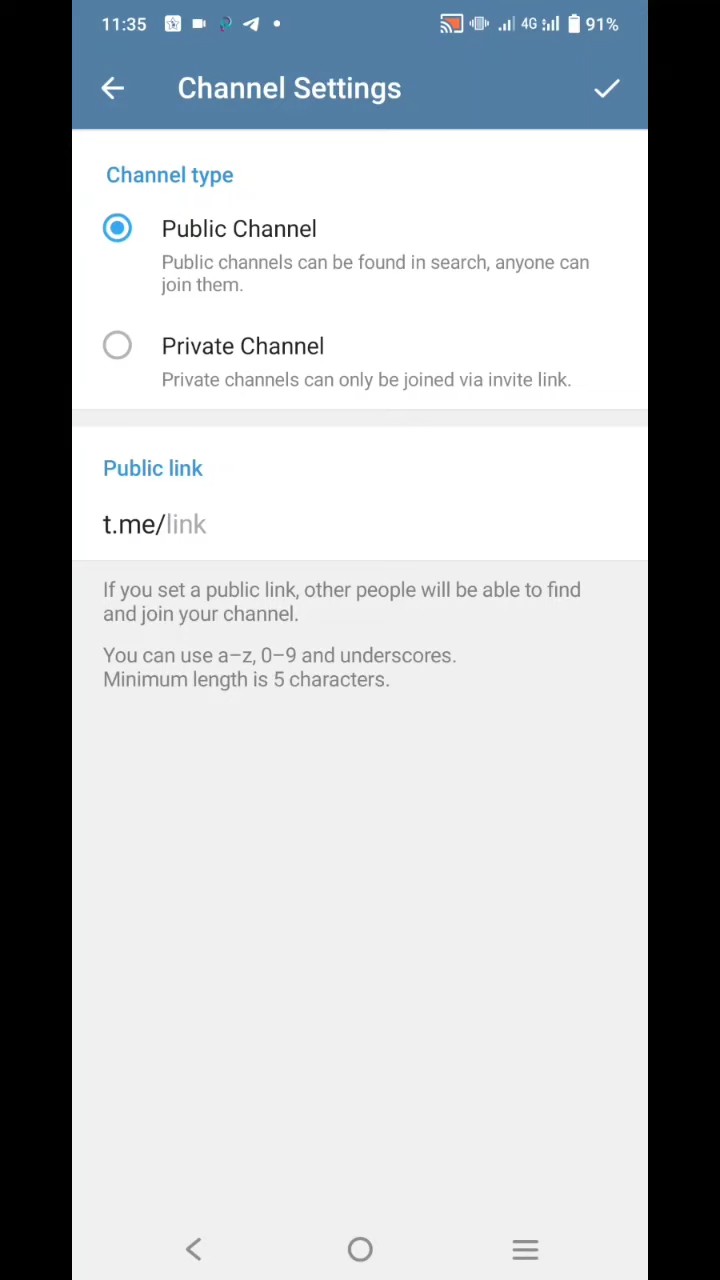 11:35 4G 91%
Channel Settings
Channel type
Public Channel
Public channels can be found in search, anyone can
join them.
Private Channel
Private channels can only be joined via invite link.
Public link
t.me/link
If you set a public link, other people will be able to find
and join your channel.
You can use a–z, 0–9 and underscores.
Minimum length is 5 characters.